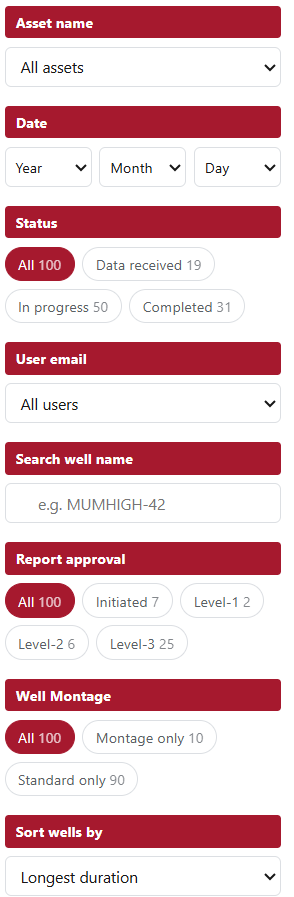 Asset name
All assets
Date
Year Month Day
Status
All 100 Data received 19
In progress 50 Completed 31
User email
All users
Search well name
e.g. MUMHIGH-42
Report approval
All 100 Initiated 7 Level-1 2
Level-2 6 Level-3 25
Well Montage
All 100 Montage only 10
Standard only 90
Sort wells by
Longest duration